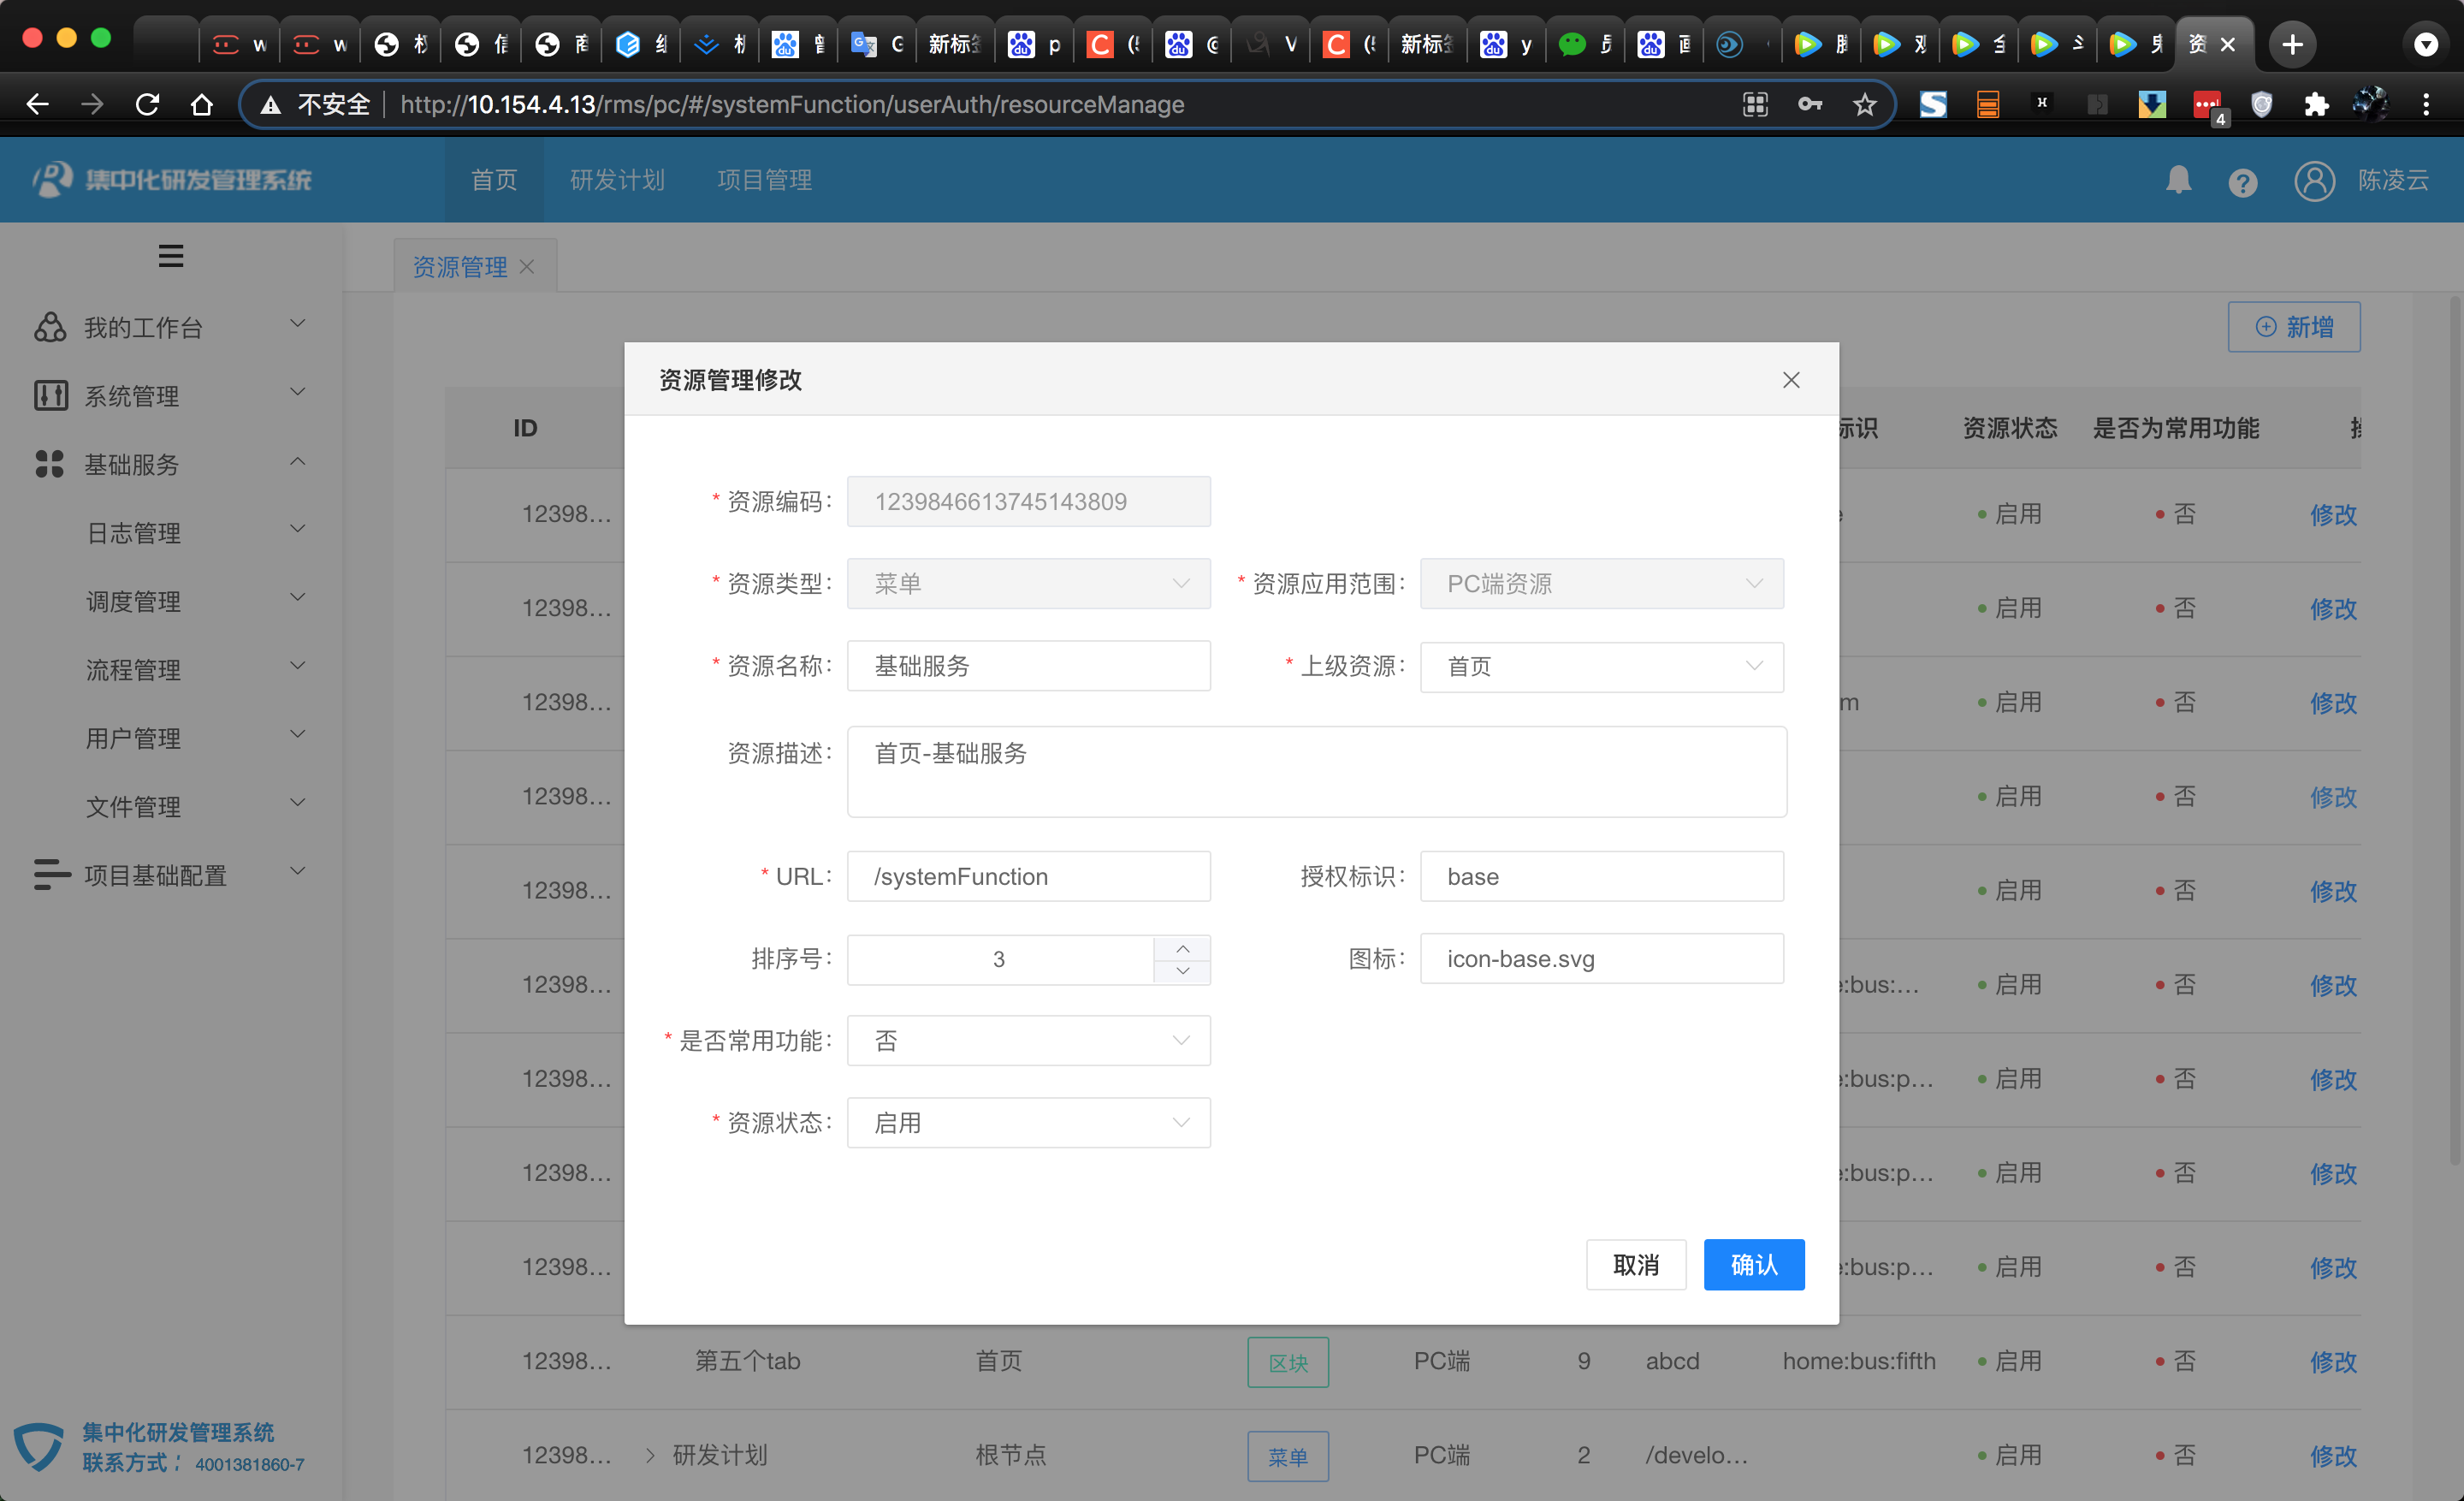 新标
新标
不安全 http://10.154.4.13/rms/pc/#/systemFunction/userAuth/resourceManage
4
集中化研发管理系统
首页 研发计划 项目管理
陈凌云
资源管理
我的工作台
系统管理
基础服务
日志管理
调度管理
流程管理
用户管理
文件管理
项目基础配置
集中化研发管理系统
联系方式： 4001381860-7
新增
ID 标识 资源状态 是否为常用功能
12398... 启用 否 修改
12398... 启用 否 修改
12398... m 启用 否 修改
12398... 启用 否 修改
12398... 启用 否 修改
12398... :bus:... 启用 否 修改
12398... :bus:p... 启用 否 修改
12398... :bus:p... 启用 否 修改
12398... :bus:p... 启用 否 修改
12398... 第五个tab 首页 区块 PC端 9 abcd home:bus:fifth 启用 否 修改
12398... 研发计划 根节点 菜单 PC端 2 /develo... 启用 否 修改
资源管理修改
* 资源编码： 1239846613745143809
* 资源类型： 菜单 * 资源应用范围： PC端资源
* 资源名称： 基础服务 * 上级资源： 首页
资源描述： 首页-基础服务
* URL： /systemFunction 授权标识： base
排序号： 3 图标： icon-base.svg
* 是否常用功能： 否
* 资源状态： 启用
取消 确认